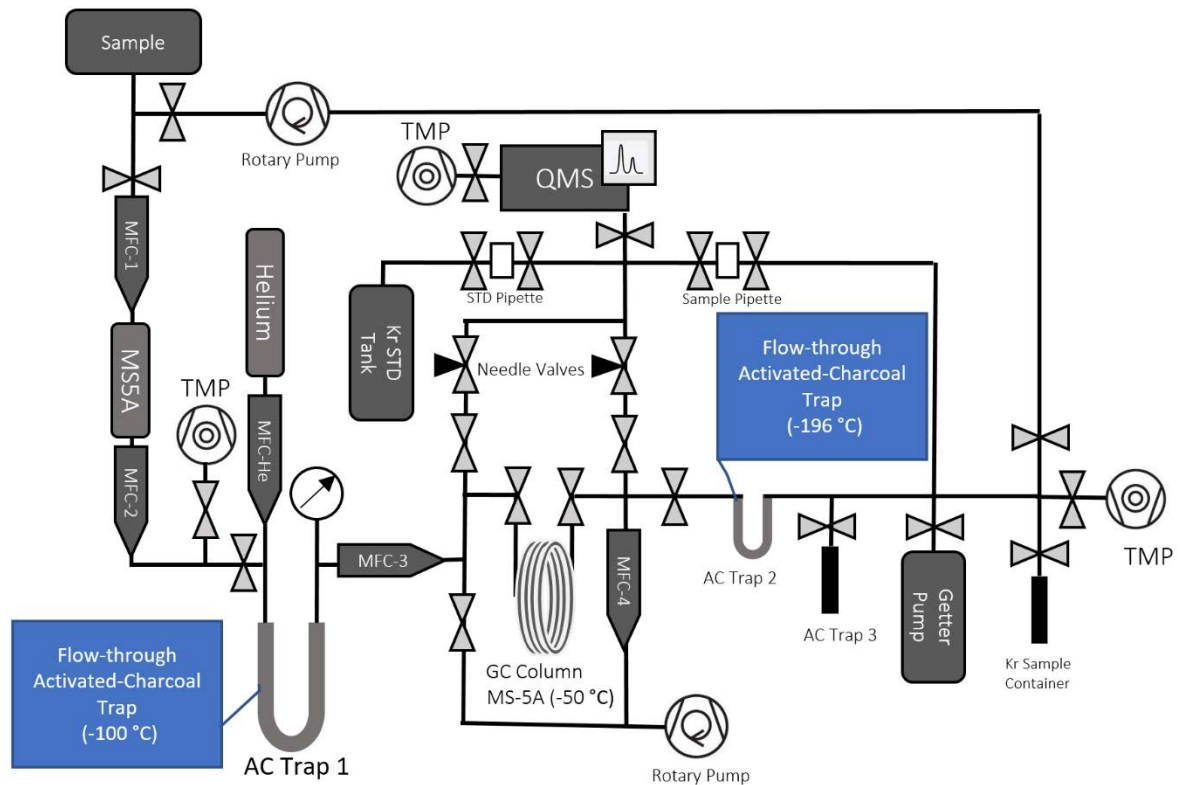 Sample
Rotary Pump
TMP
QMS
MFC-1
Helium
STD Pipette
Sample Pipette
Kr STD
Tank
Needle Valves
Flow-through
Activated-Charcoal
Trap
(-196 °C)
MS5A
TMP
MFC-He
MFC-2
MFC-3
MFC-4
AC Trap 2
TMP
AC Trap 3
Getter
Pump
Kr Sample
Container
GC Column
MS-5A (-50 °C)
Flow-through
Activated-Charcoal
Trap
(-100 °C)
AC Trap 1
Rotary Pump